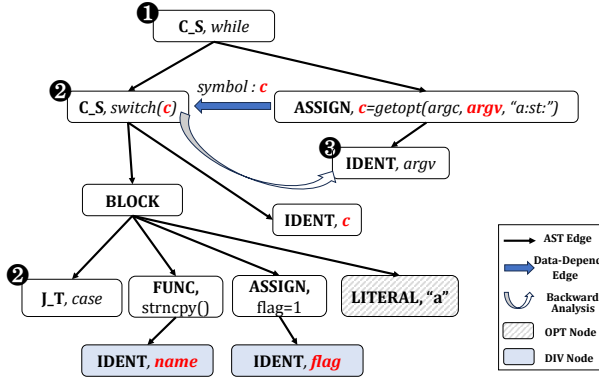 ❶
C_S, while
❷
C_S, switch(c)
symbol : c
ASSIGN, c=getopt(argc, argv, “a:st:”)
❸
IDENT, argv
BLOCK
IDENT, c
❷
J_T, case
FUNC,
strncpy()
ASSIGN,
flag=1
LITERAL, “a”
IDENT, name
IDENT, flag
AST Edge
Data-Depend
Edge
Backward
Analysis
OPT Node
DIV Node